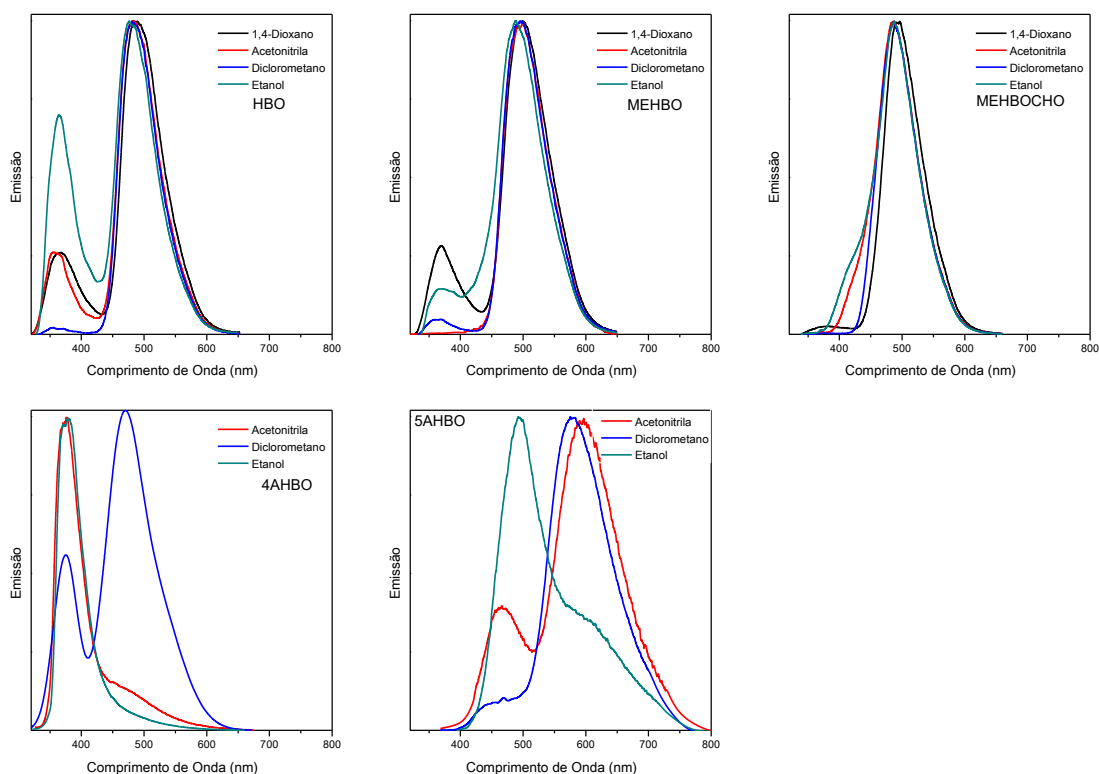 1,4-Dioxano
Acetonitrila
Diclorometano
Etanol
HBO
Emissão
400 500 600 700 800
Comprimento de Onda (nm)
1,4-Dioxano
Acetonitrila
Diclorometano
Etanol
MEHBO
Emissão
400 500 600 700 800
Comprimento de Onda (nm)
1,4-Dioxano
Acetonitrila
Diclorometano
Etanol
MEHBOCHO
Emissão
400 500 600 700 800
Comprimento de Onda (nm)
Acetonitrila
Diclorometano
Etanol
4AHBO
Emissão
400 500 600 700 800
Comprimento de Onda (nm)
5AHBO
Acetonitrila
Diclorometano
Etanol
Emissão
400 500 600 700 800
Comprimento de Onda (nm)